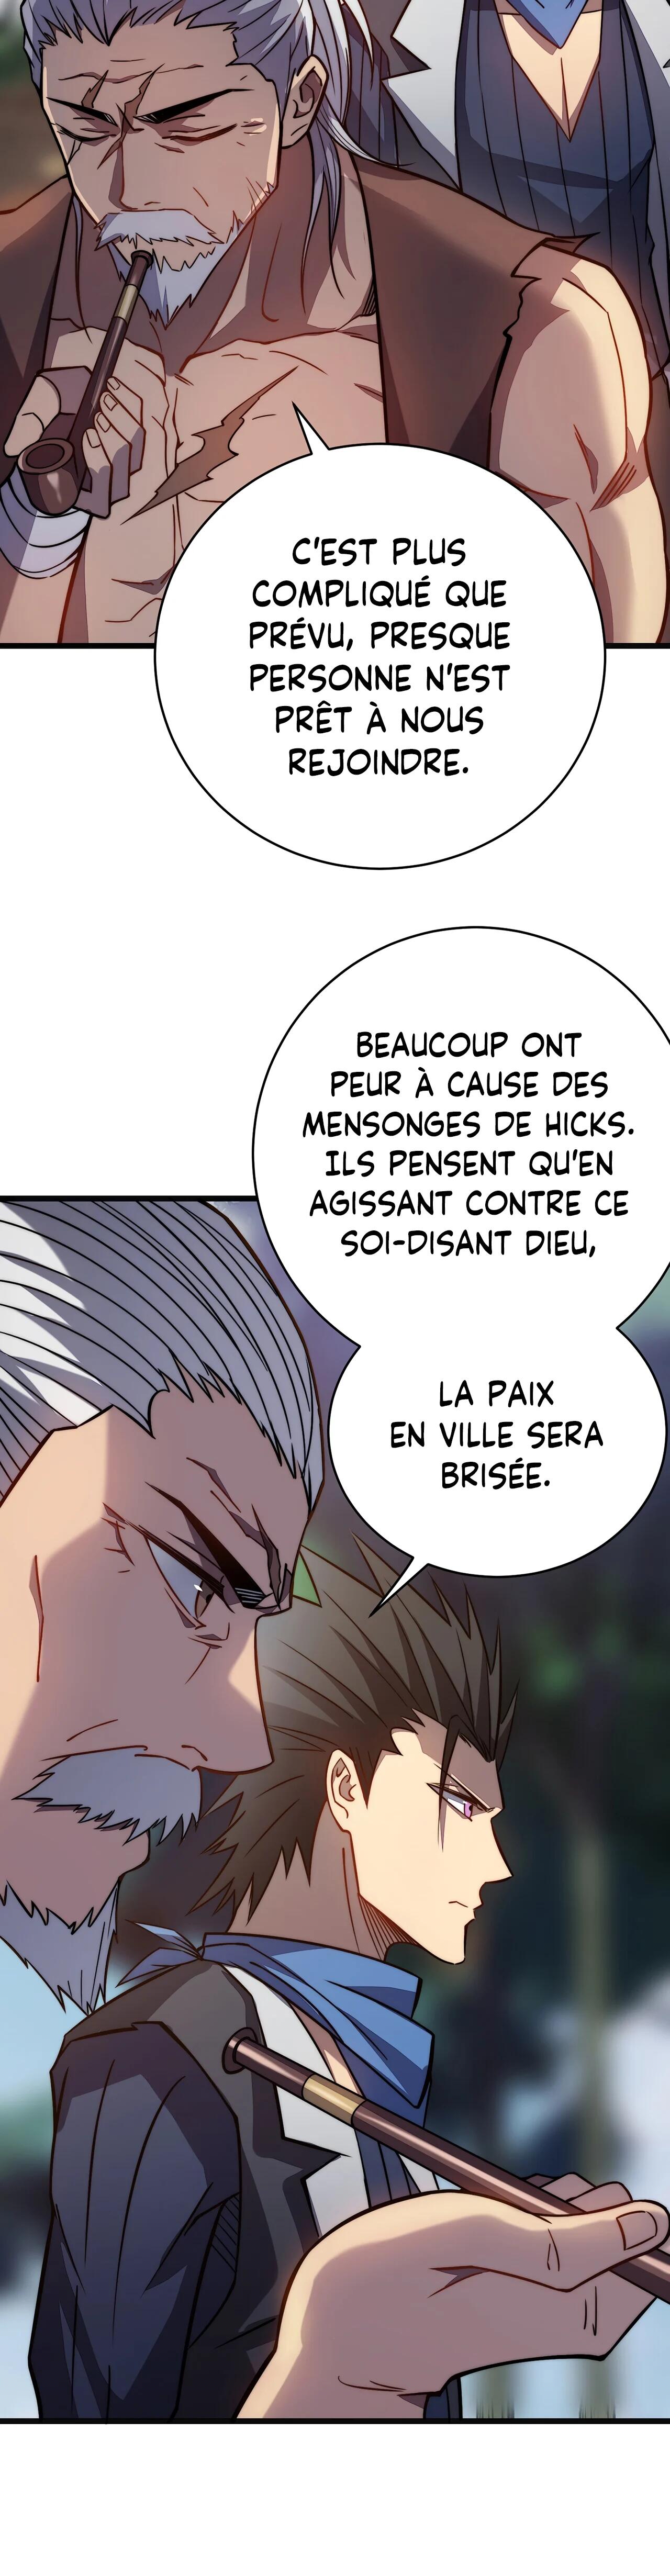 C'EST PLUS
COMPLIQUÉ QUE
PRÉVU, PRESQUE
PERSONNE N'EST
PRÊT À NOUS
REJOINDRE.
BEAUCOUP ONT
PEUR À CAUSE DES
MENSONGES DE HICKS.
ILS PENSENT QU'EN
AGISSANT CONTRE CE
SOI-DISANT DIEU,
LA PAIX
EN VILLE SERA
BRISÉE.